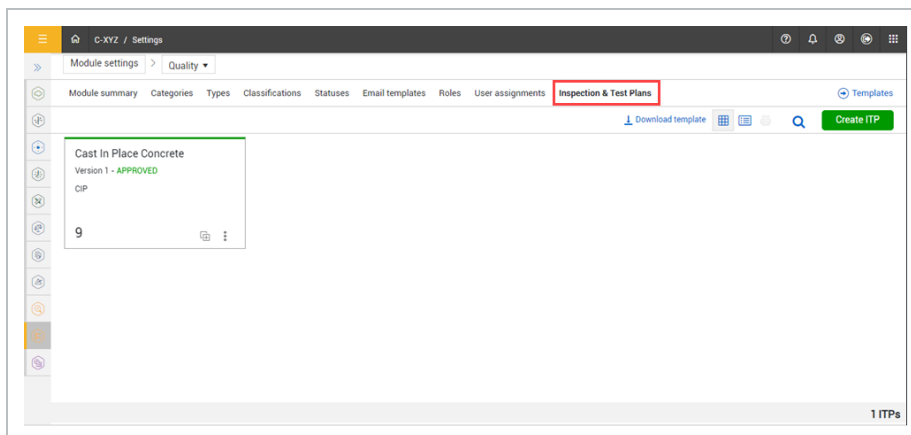 C-XYZ / Settings
Module settings > Quality
Module summary Categories Types Classifications Statuses Email templates Roles User assignments Inspection & Test Plans Templates
Download template Create ITP
Cast In Place Concrete
Version 1 - APPROVED
CIP
9
1 ITPs